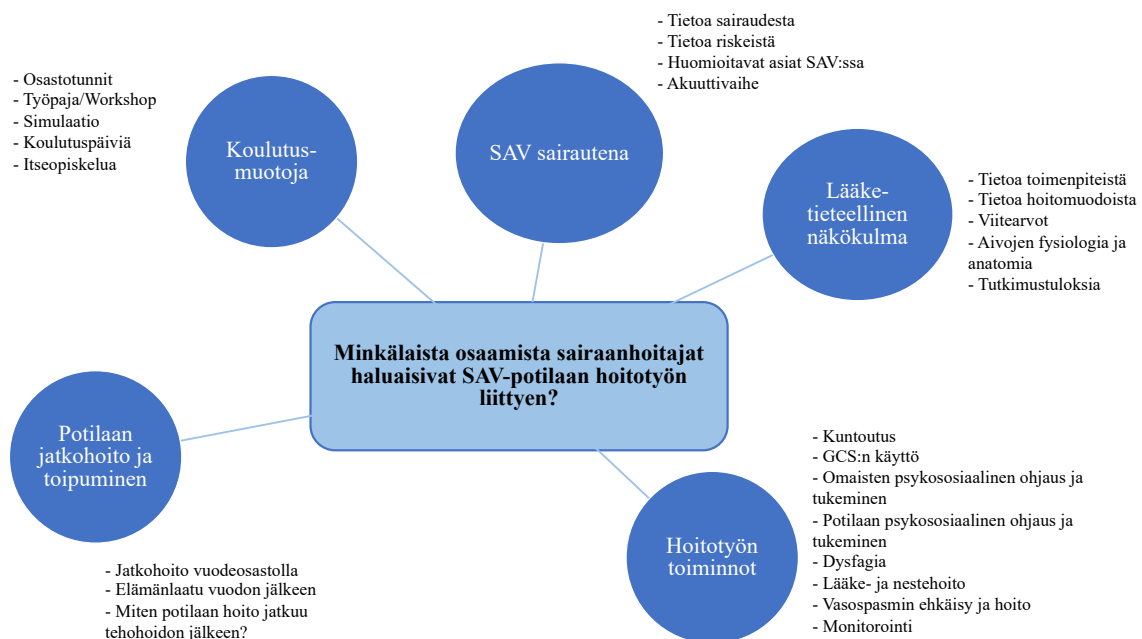 - Tietoa sairaudesta
- Tietoa riskeistä
- Huomioitavat asiat SAV:ssa
- Akuuttivaihe
- Osastotunnit
- Työpaja/Workshop
- Simulaatio
- Koulutuspäiviä
- Itseopiskelua
Koulutus-
muotoja
SAV sairautena
Lääke-
tieteellinen
näkökulma
- Tietoa toimenpiteistä
- Tietoa hoitomuodoista
- Viitearvot
- Aivojen fysiologia ja
anatomia
- Tutkimustuloksia
Minkälaista osaamista sairaanhoitajat
haluaisivat SAV-potilaan hoitotyön
liittyen?
Potilaan
jatkohoito ja
toipuminen
- Jatkohoito vuodeosastolla
- Elämänlaatu vuodon jälkeen
- Miten potilaan hoito jatkuu
tehohoidon jälkeen?
Hoitotyön
toiminnot
- Kuntoutus
- GCS:n käyttö
- Omaisten psykososiaalinen ohjaus ja
tukeminen
- Potilaan psykososiaalinen ohjaus ja
tukeminen
- Dysfagia
- Lääke- ja nestehoito
- Vasospasmin ehkäisy ja hoito
- Monitorointi